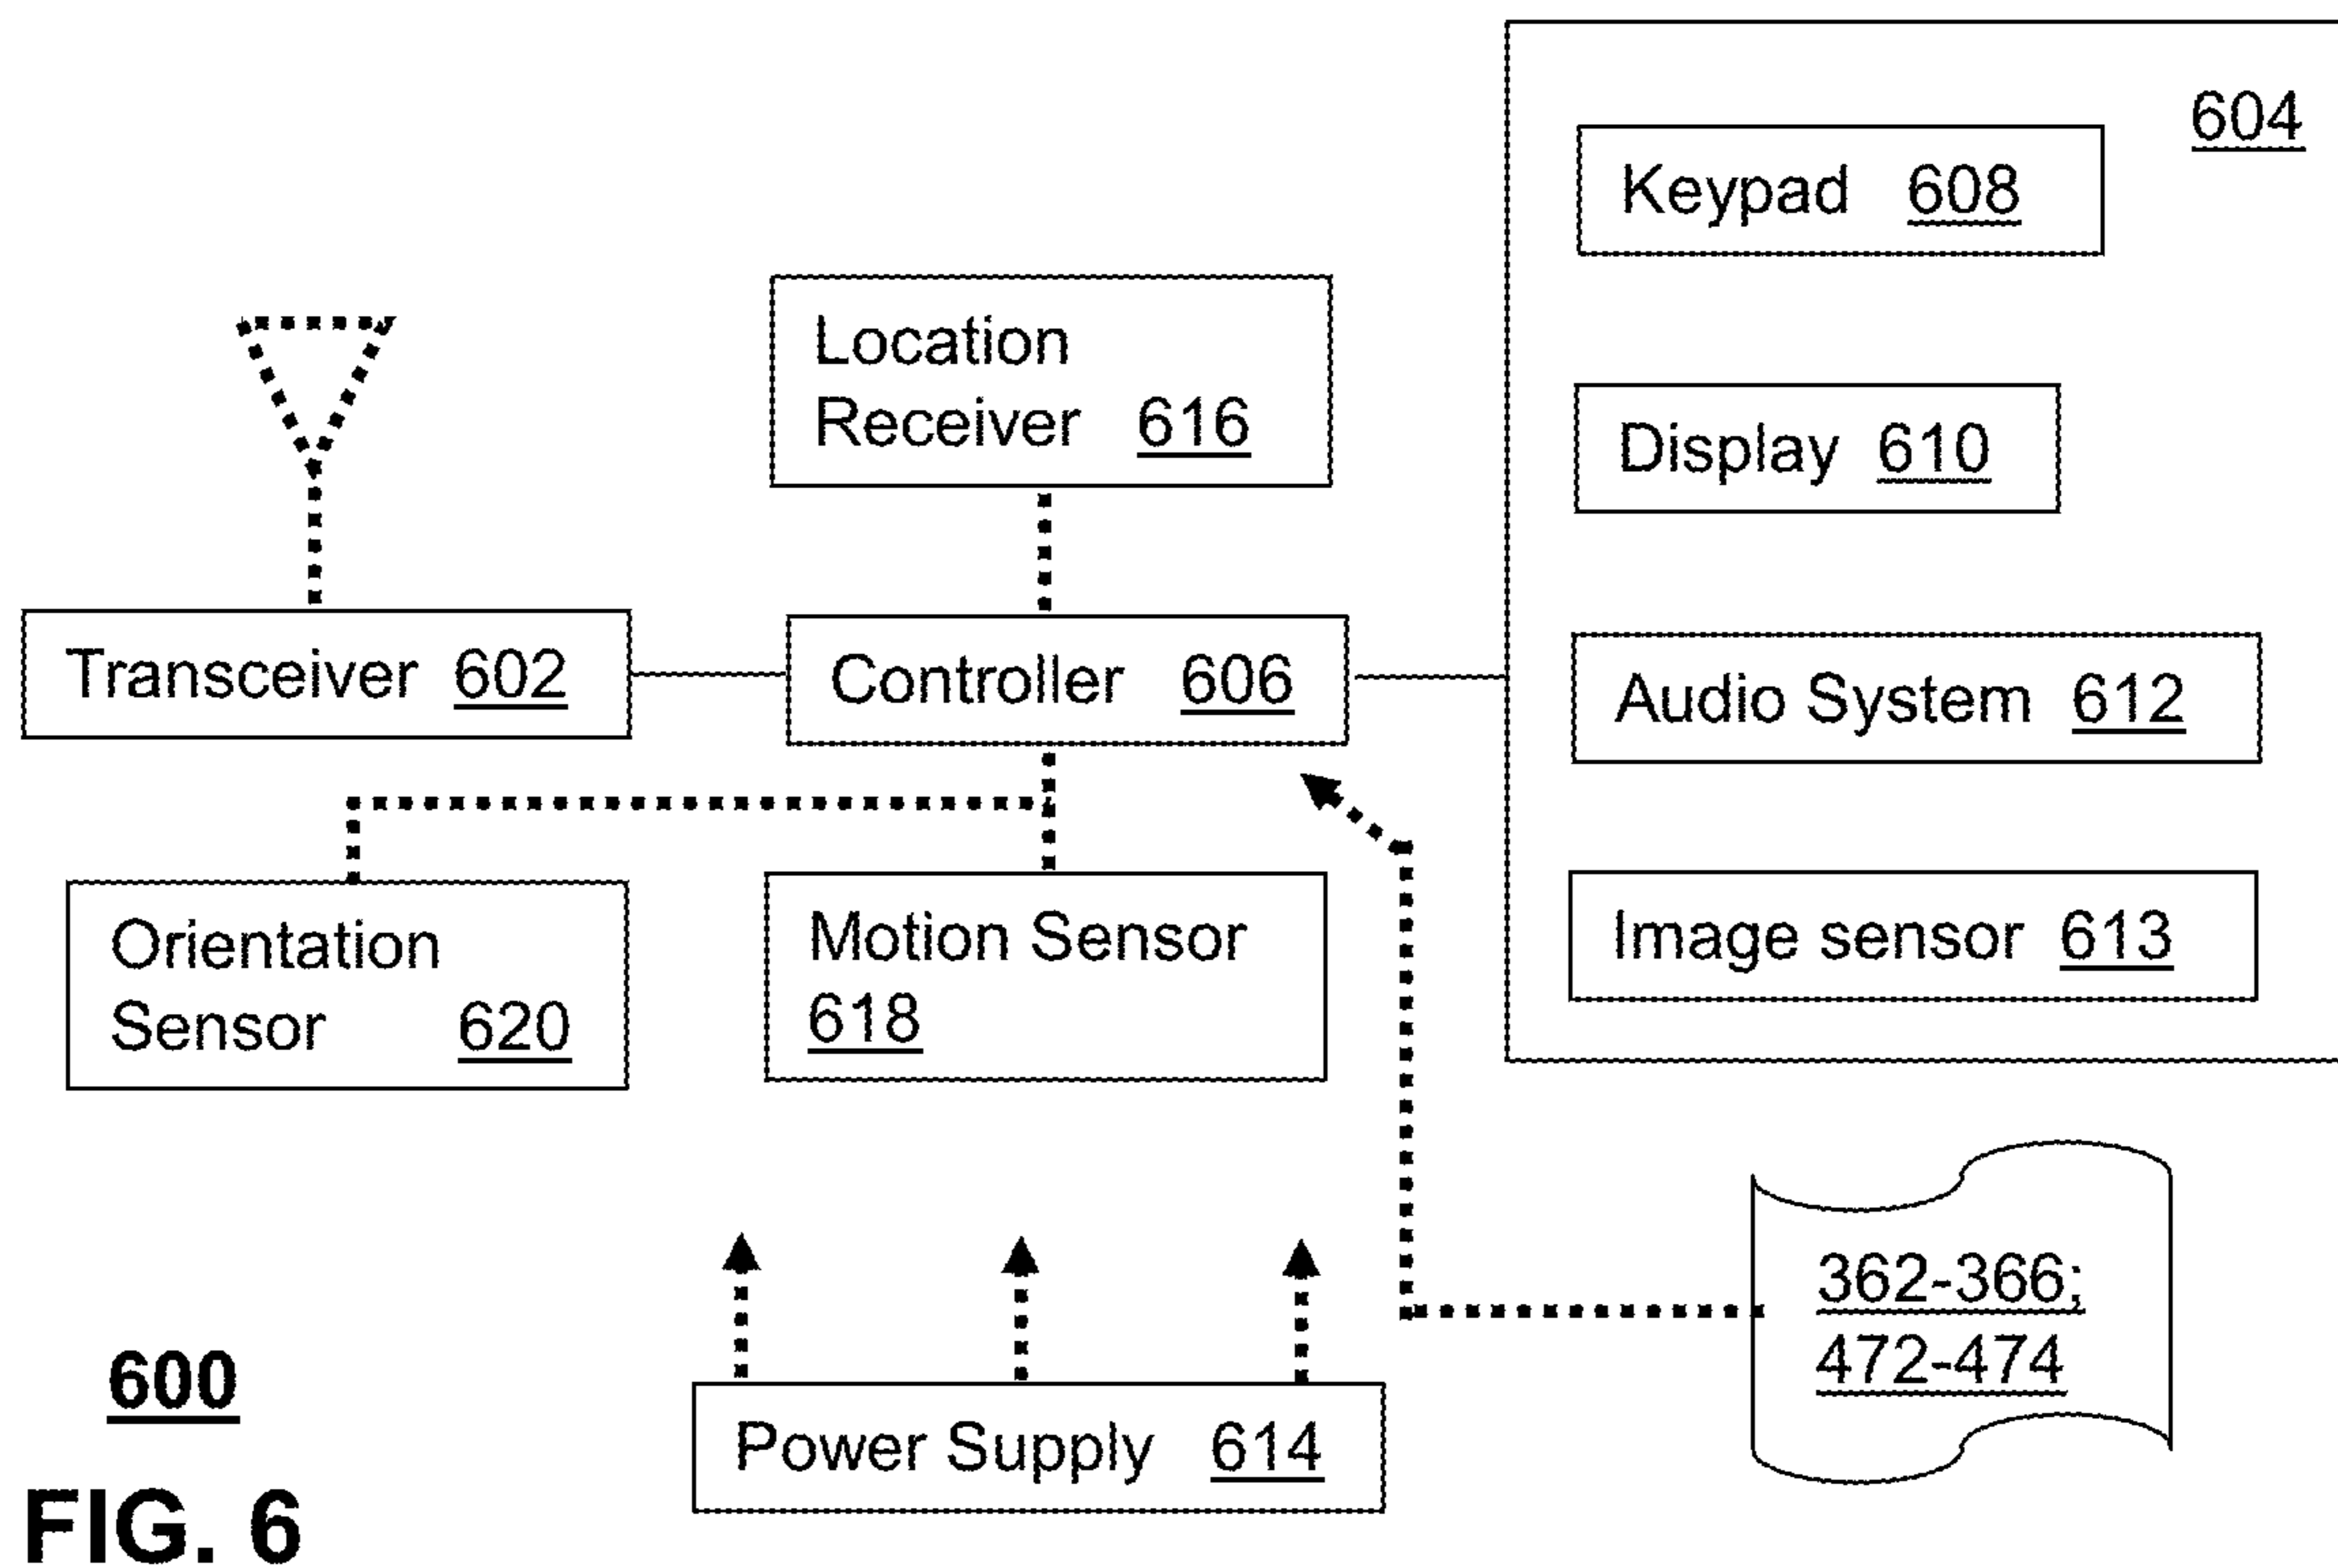 604
Keypad 608
Location
Receiver 616
Display 610
Transceiver 602
Controller 606
Audio System 612
Orientation
Sensor 620
Motion Sensor
618
Image sensor 613
362-366;
472-474
600
Power Supply 614
FIG. 6